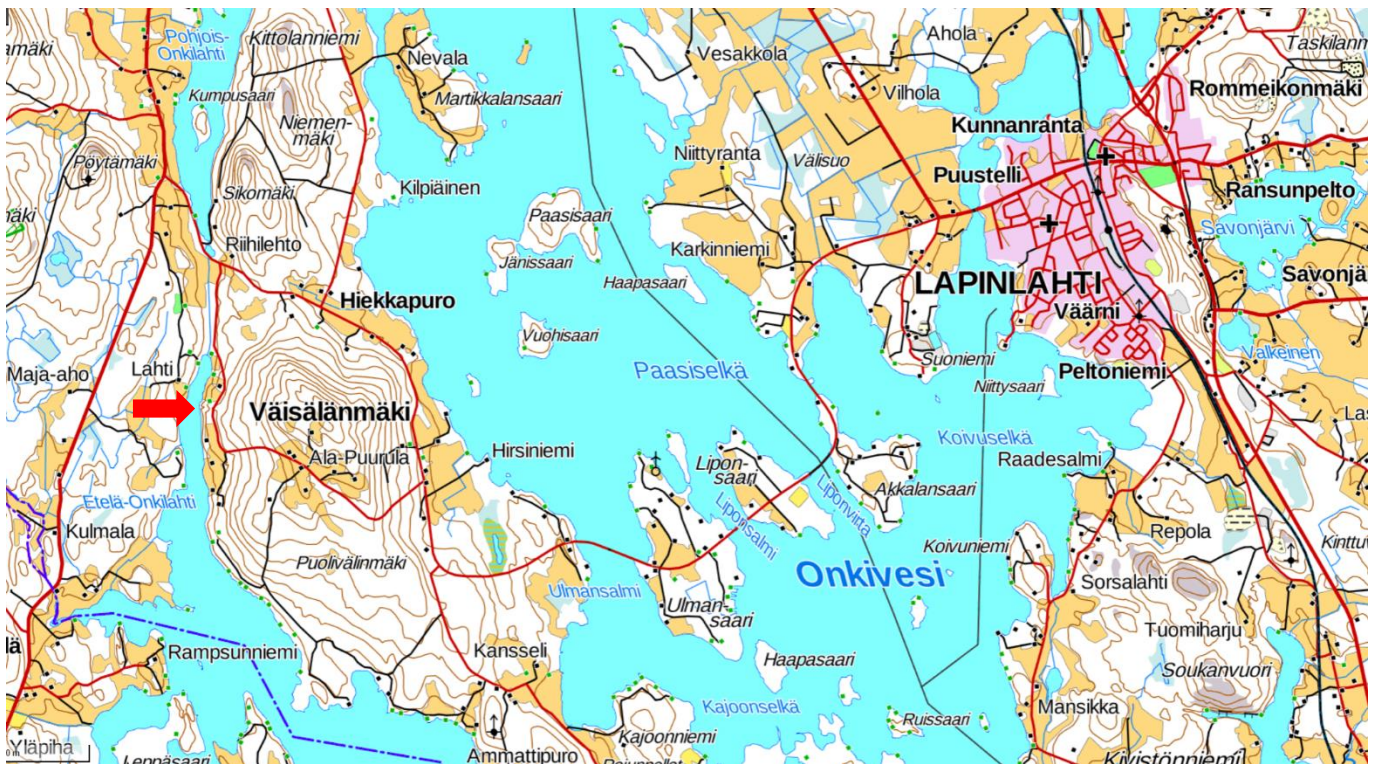 Pohjois-
Onkilahti
Kittolanniemi
Nevala
Vesakkola
Ahola
Kumpusaari
Martikkalansaari
Vilhola
Rommeikonmäki
Niemen-
mäki
Kunnanranta
Pöytämäki
Niittyranta
Välisuo
Puustelli
Sikomäki
Kilpiäinen
Ransunpelto
Paasisaari
Riihilehto
Karkinniemi
Savonjärvi
Jänissaari
Haapasaari
LAPINLAHTI
Hiekkapuro
Väärni
Vuohisaari
Suoniemi
Valkeinen
Maja-aho
Lahti
Paasiselkä
Niittysaari
Peltoniemi
Väisälänmäki
Koivuselkä
Hirsiniemi
Ala-Puurula
Lipon-
saari
Raadesalmi
Akkalansaari
Etelä-Onkilahti
Liponsalmi
Liponvirta
Kulmala
Repola
Koivuniemi
Puolivälinmäki
Onkivesi
Ulmansalmi
Sorsalahti
Ulman-
saari
Tuomiharju
Rampsunniemi
Kansseli
Haapasaari
Soukanvuori
Kajoonselkä
Ruissaari
Mansikka
Kajoonniemi
Yläpiha
Leppäsaari
Ammattipuro
Kivistönniemi